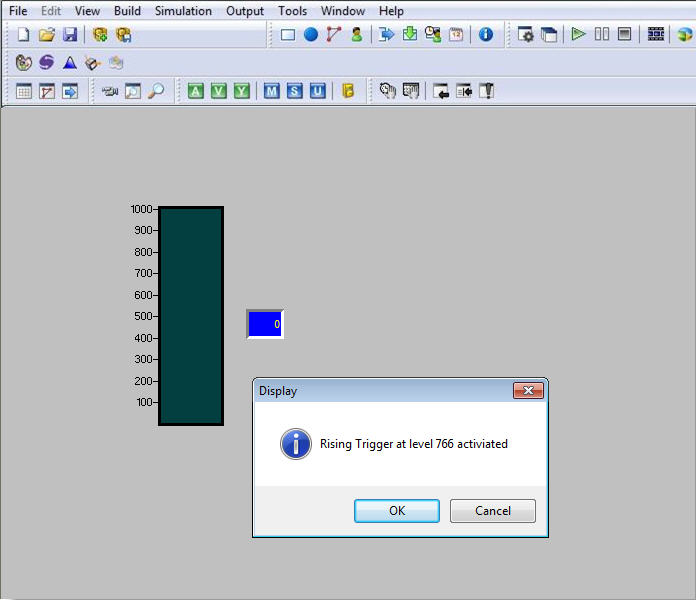 File Edit View Build Simulation Output Tools Window Help
12
A V Y M S U
1000
900
800
700
600
500
0
400
300
200
100
Display
Rising Trigger at level 766 activiated
OK Cancel